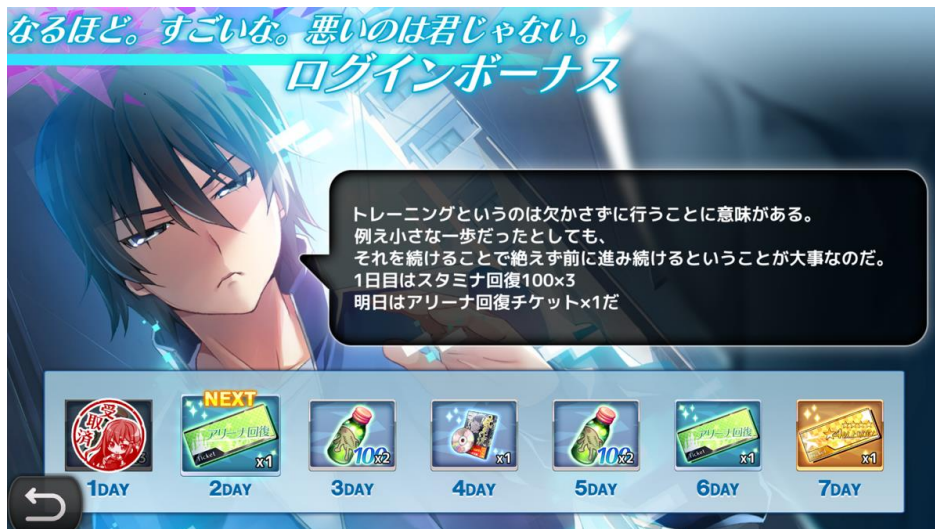 なるほど。すごいな。悪いのは君じゃない。
ログインボーナス
トレーニングというのは欠かさずに行うことに意味がある。
例え小さな一歩だったとしても、
それを続けることで絶えず前に進み続けるということが大事なのだ。
1日目はスタミナ回復100×3
明日はアリーナ回復チケット×1だ
受取済
NEXT
アリーナ回復
Ticket
x1
100
x2
x1
100
x2
アリーナ回復
Ticket
x1
x1
1DAY
2DAY
3DAY
4DAY
5DAY
6DAY
7DAY